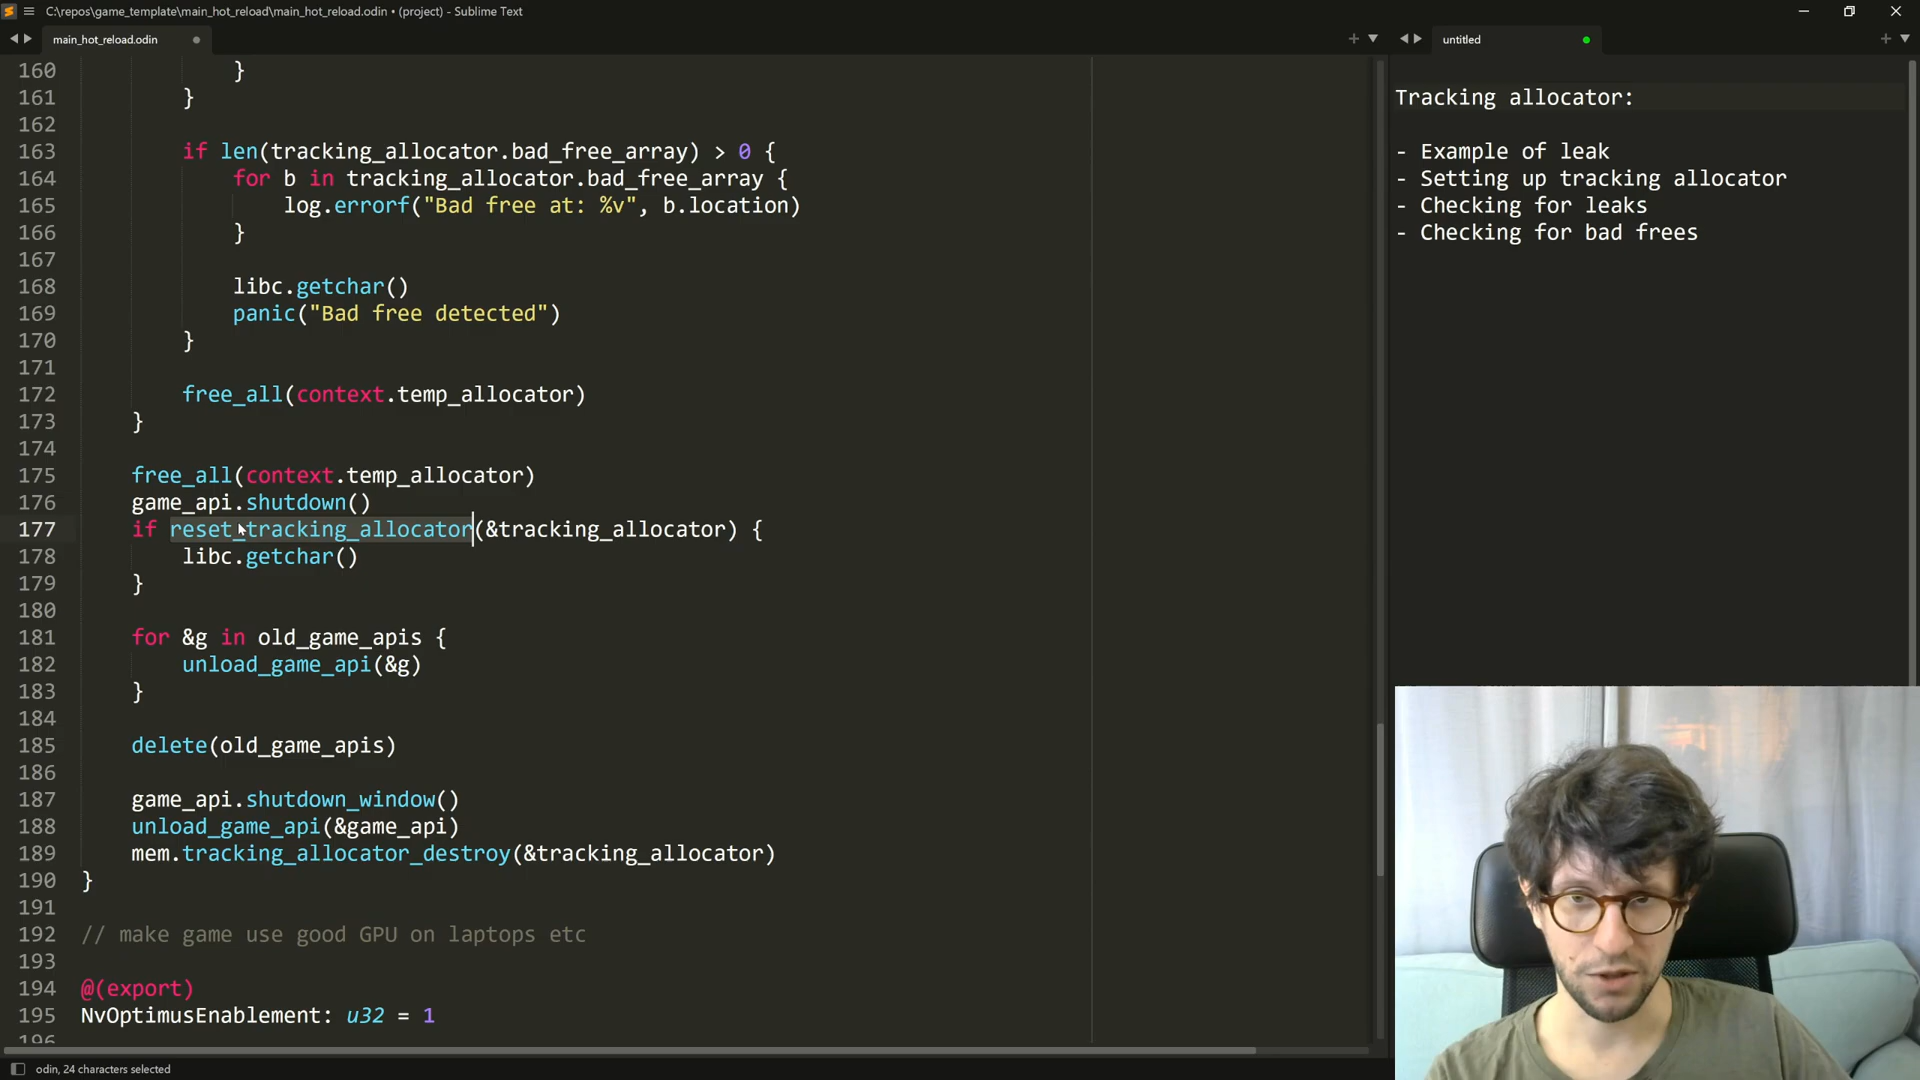 C:\repos\game_template\main_hot_reload\main_hot_reload.odin • (project) - Sublime Text
main_hot_reload.odin
untitled
160 }
161 }
162
163 if len(tracking_allocator.bad_free_array) > 0 {
164 for b in tracking_allocator.bad_free_array {
165 log.errorf("Bad free at: %v", b.location)
166 }
167
168 libc.getchar()
169 panic("Bad free detected")
170 }
171
172 free_all(context.temp_allocator)
173 }
174
175 free_all(context.temp_allocator)
176 game_api.shutdown()
177 if reset_tracking_allocator(&tracking_allocator) {
178 libc.getchar()
179 }
180
181 for &g in old_game_apis {
182 unload_game_api(&g)
183 }
184
185 delete(old_game_apis)
186
187 game_api.shutdown_window()
188 unload_game_api(&game_api)
189 mem.tracking_allocator_destroy(&tracking_allocator)
190 }
191
192 // make game use good GPU on laptops etc
193
194 @(export)
195 NvOptimusEnablement: u32 = 1
196
Tracking allocator:
- Example of leak
- Setting up tracking allocator
- Checking for leaks
- Checking for bad frees
odin, 24 characters selected